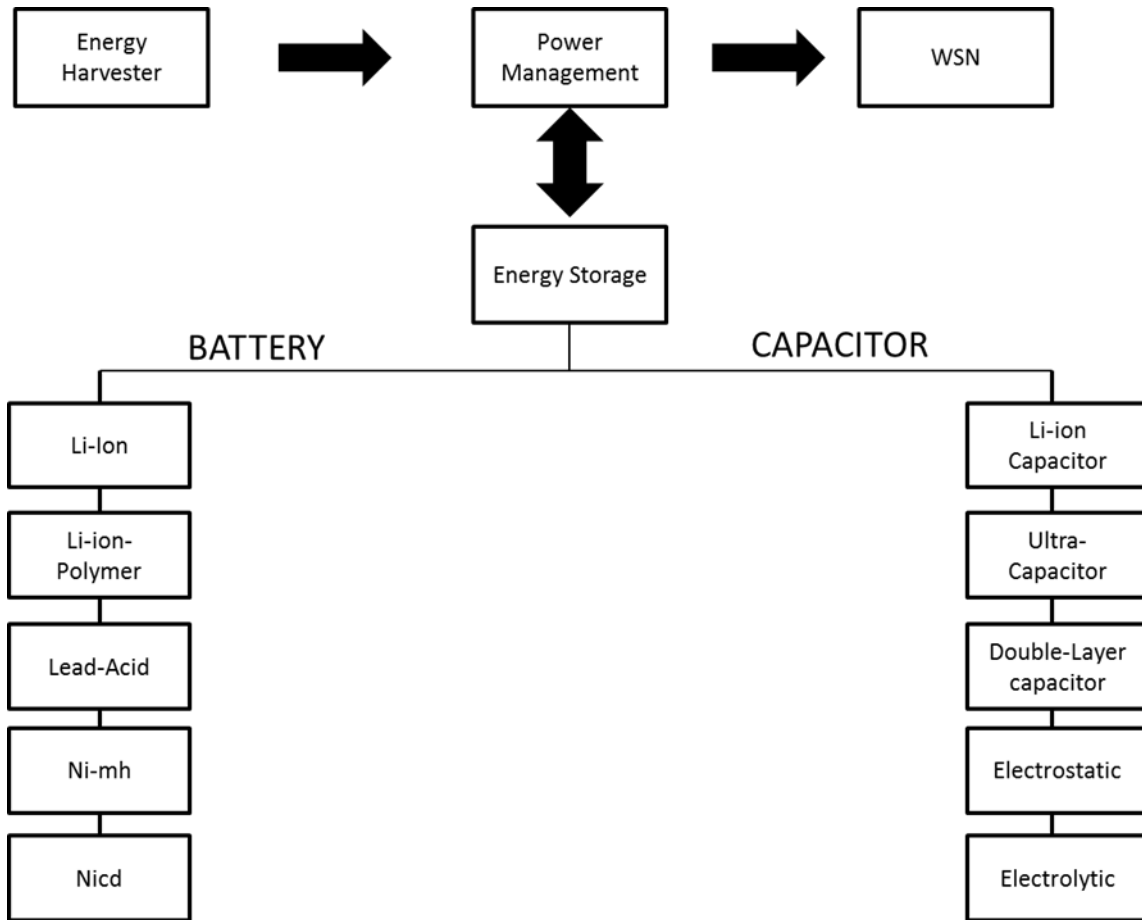 Energy
Harvester
Power
Management
WSN
Energy Storage
BATTERY
CAPACITOR
Li-Ion
Li-ion-
Polymer
Lead-Acid
Ni-mh
Nicd
Li-ion
Capacitor
Ultra-
Capacitor
Double-Layer
capacitor
Electrostatic
Electrolytic